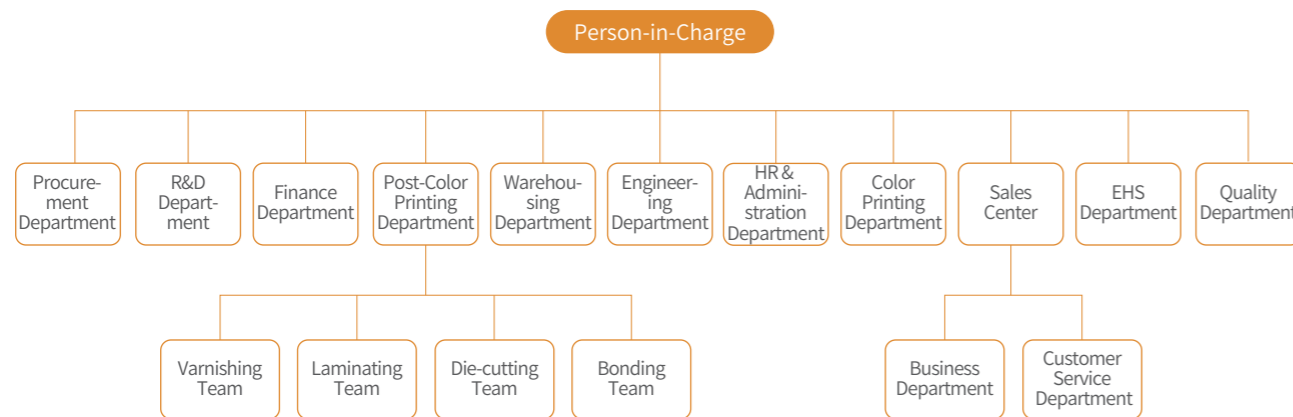 Person-in-Charge
Procure-
ment
Department
R&D
Depart-
ment
Finance
Department
Post-Color
Printing
Department
Warehou-
sing
Department
Engineer-
ing
Department
HR &
Admini-
stration
Department
Color
Printing
Department
Sales
Center
EHS
Department
Quality
Department
Varnishing
Team
Laminating
Team
Die-cutting
Team
Bonding
Team
Business
Department
Customer
Service
Department